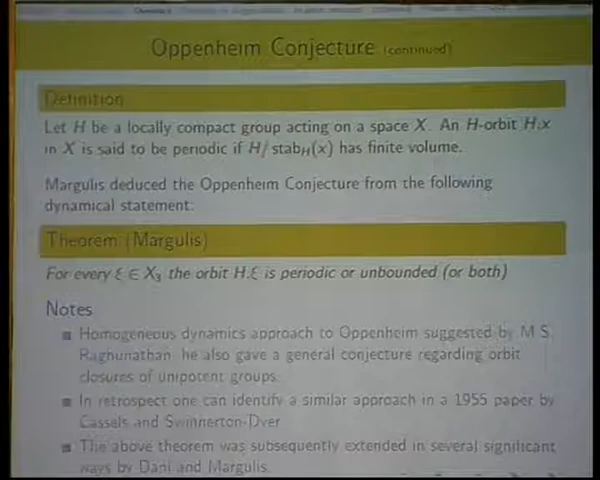 Oppenheim Conjecture (continued)
Definition
Let H be a locally compact group acting on a space X. An H-orbit H.x
in X is said to be periodic if H/stab_H(x) has finite volume.
Margulis deduced the Oppenheim Conjecture from the following
dynamical statement:
Theorem (Margulis)
For every ξ ∈ X₃ the orbit H.ξ is periodic or unbounded (or both)
Notes
Homogeneous dynamics approach to Oppenheim suggested by M.S.
Raghunathan, he also gave a general conjecture regarding orbit
closures of unipotent groups.
In retrospect one can identify a similar approach in a 1955 paper by
Cassels and Swinnerton-Dyer
The above theorem was subsequently extended in several significant
ways by Dani and Margulis.